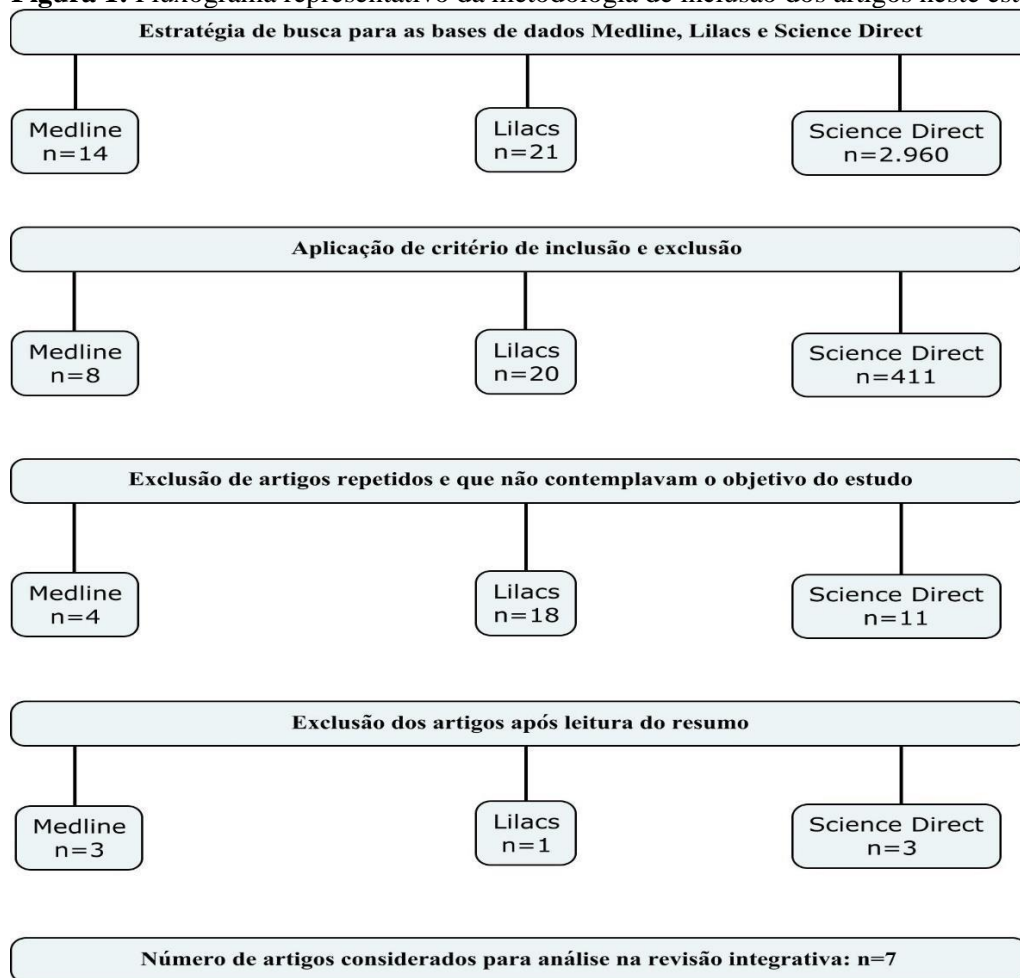 Figura 1. Fluxograma representativo da metodologia de inclusão dos artigos neste
Estratégia de busca para as bases de dados Medline, Lilacs e Science Direct
Medline
n=14
Lilacs
n=21
Science Direct
n=2.960
Aplicação de critério de inclusão e exclusão
Medline
n=8
Lilacs
n=20
Science Direct
n=411
Exclusão de artigos repetidos e que não contemplavam o objetivo do estudo
Medline
n=4
Lilacs
n=18
Science Direct
n=11
Exclusão dos artigos após leitura do resumo
Medline
n=3
Lilacs
n=1
Science Direct
n=3
Número de artigos considerados para análise na revisão integrativa: n=7